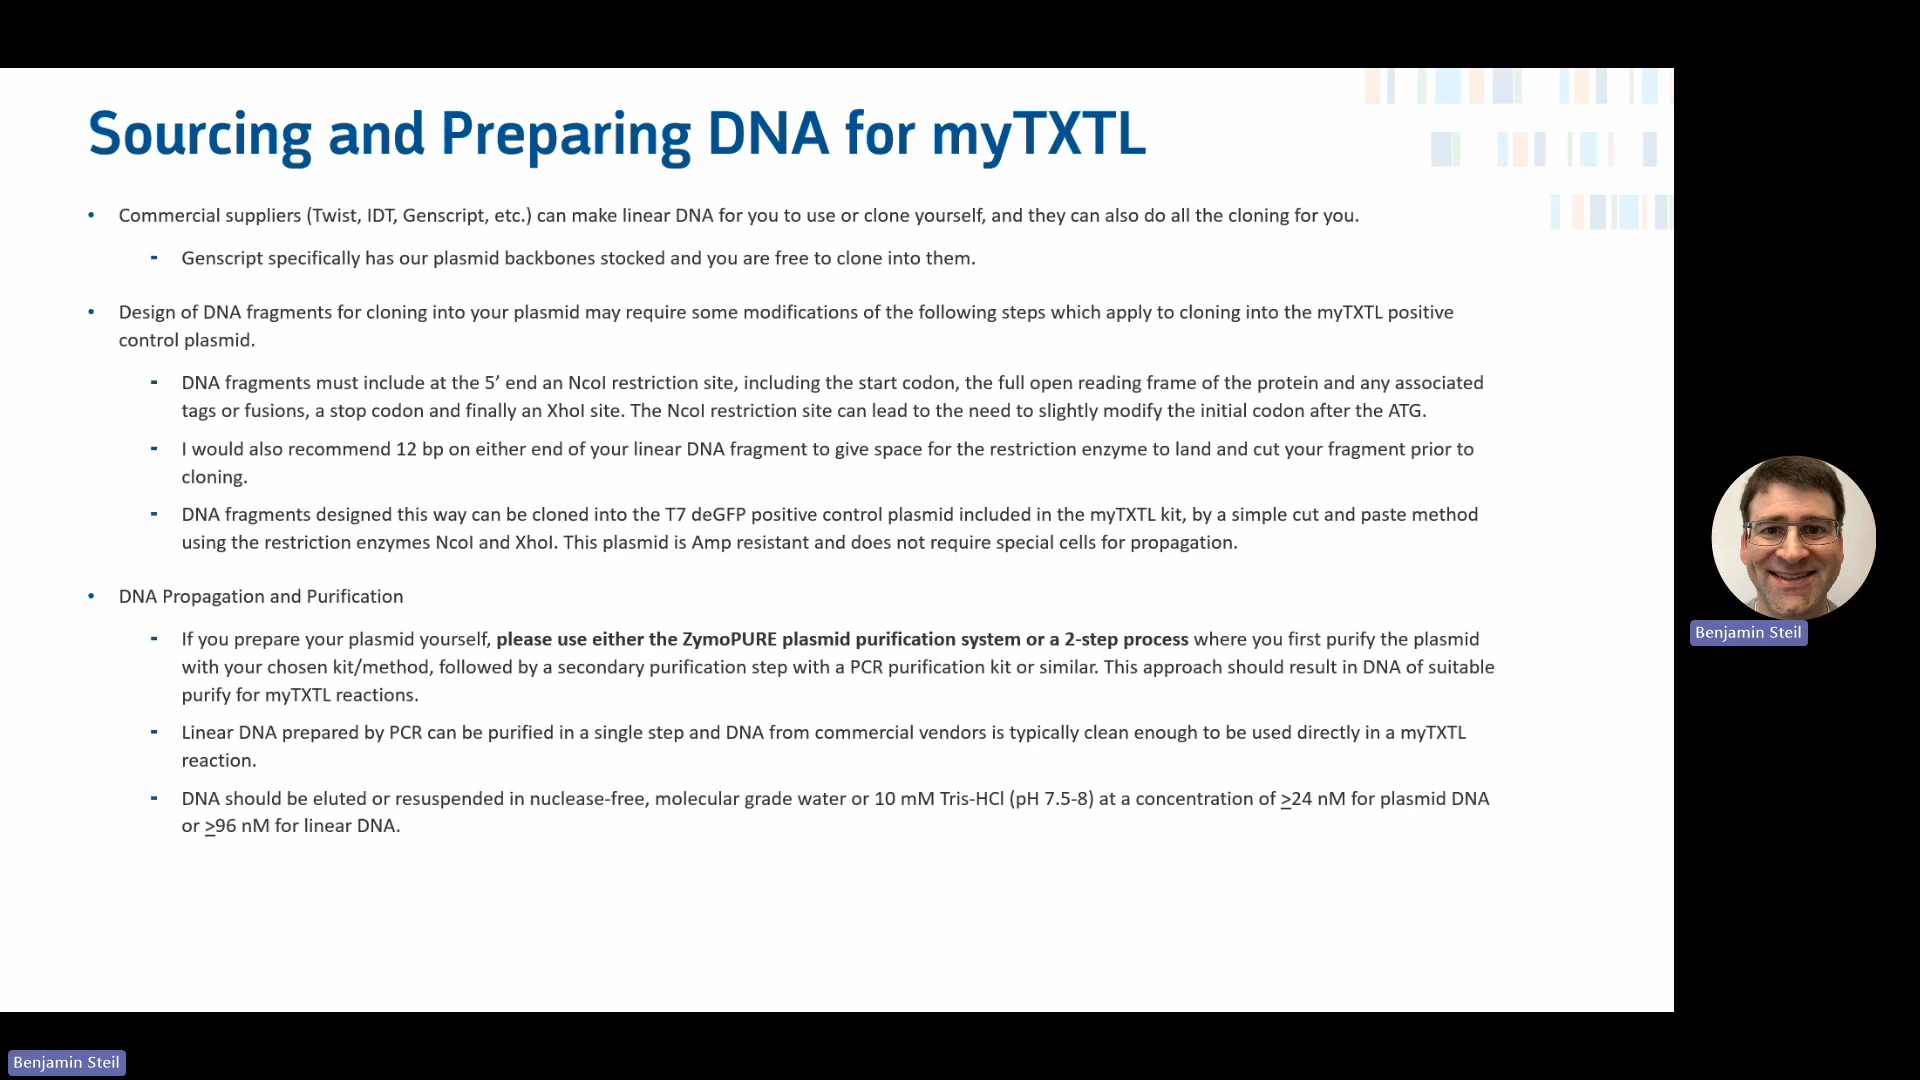 Sourcing and Preparing DNA for myTXTL
• Commercial suppliers (Twist, IDT, Genscript, etc.) can make linear DNA for you to use or clone yourself, and they can also do all the cloning for you.
- Genscript specifically has our plasmid backbones stocked and you are free to clone into them.
• Design of DNA fragments for cloning into your plasmid may require some modifications of the following steps which apply to cloning into the myTXTL positive
control plasmid.
- DNA fragments must include at the 5’ end an NcoI restriction site, including the start codon, the full open reading frame of the protein and any associated
tags or fusions, a stop codon and finally an XhoI site. The NcoI restriction site can lead to the need to slightly modify the initial codon after the ATG.
- I would also recommend 12 bp on either end of your linear DNA fragment to give space for the restriction enzyme to land and cut your fragment prior to
cloning.
- DNA fragments designed this way can be cloned into the T7 deGFP positive control plasmid included in the myTXTL kit, by a simple cut and paste method
using the restriction enzymes NcoI and XhoI. This plasmid is Amp resistant and does not require special cells for propagation.
• DNA Propagation and Purification
- If you prepare your plasmid yourself, please use either the ZymoPURE plasmid purification system or a 2-step process where you first purify the plasmid
with your chosen kit/method, followed by a secondary purification step with a PCR purification kit or similar. This approach should result in DNA of suitable
purify for myTXTL reactions.
- Linear DNA prepared by PCR can be purified in a single step and DNA from commercial vendors is typically clean enough to be used directly in a myTXTL
reaction.
- DNA should be eluted or resuspended in nuclease-free, molecular grade water or 10 mM Tris-HCl (pH 7.5-8) at a concentration of ≥24 nM for plasmid DNA
or ≥96 nM for linear DNA.
Benjamin Steil
Benjamin Steil